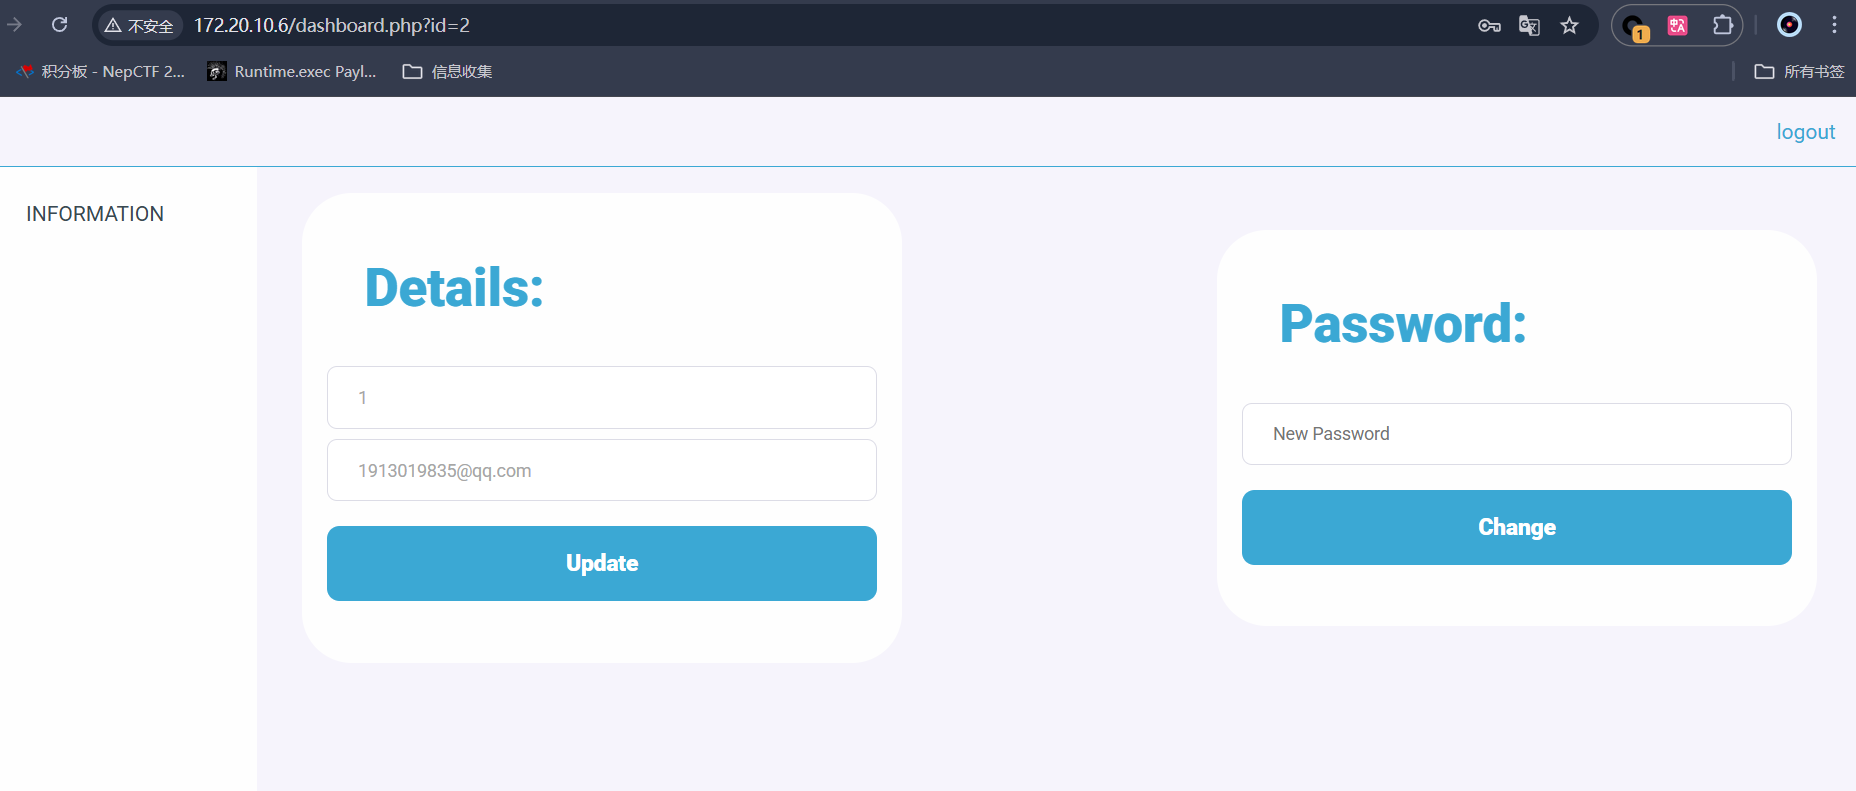 不安全 172.20.10.6/dashboard.php?id=2
1
积分板 - NepCTF 2... Runtime.exec Payl... 信息收集 所有书签
logout
INFORMATION
Details:
1
1913019835@qq.com
Update
Password:
New Password
Change